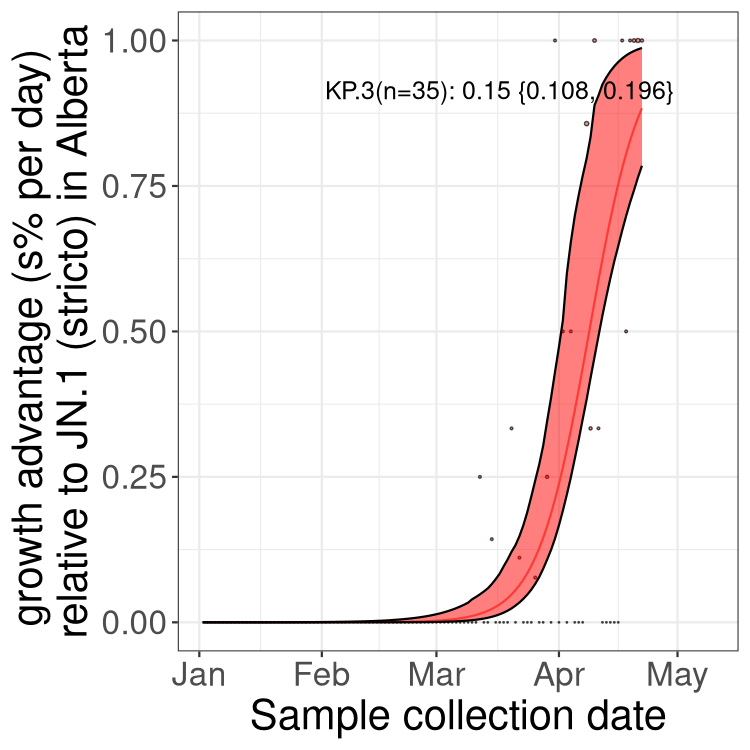 growth advantage (s% per day)
relative to JN.1 (stricto) in Alberta
1.00
0.75
0.50
0.25
0.00
KP.3(n=35): 0.15 {0.108, 0.196}
Jan Feb Mar Apr May
Sample collection date